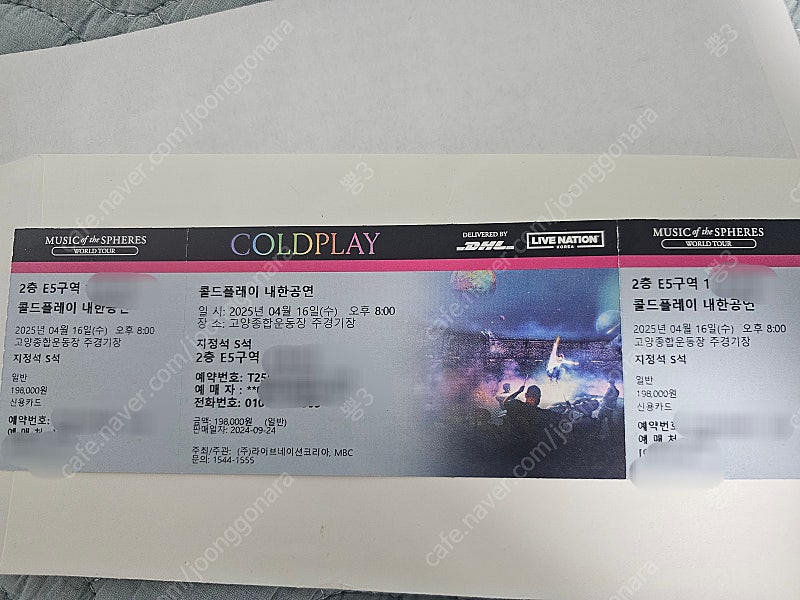 MUSIC of the SPHERES
WORLD TOUR
2층 E5구역
콜드플레이 내한공연
2025년 04월 16일(수) 오후 8:00
고양종합운동장 주경기장
지정석 S석
일반
198,000원
신용카드
예약번호:
COLDPLAY
DELIVERED BY
DHL
LIVE NATION
KOREA
콜드플레이 내한공연
일 시: 2025년 04월 16일(수) 오후 8:00
장 소: 고양종합운동장 주경기장
지정석 S석
2층 E5구역
예약번호: T25
예 매 자 : **
전화번호: 010
금액: 198,000원 (일반)
판매일자: 2024-09-24
주최/주관: (주)라이브네이션코리아, MBC
문의: 1544-1555
MUSIC of the SPHERES
WORLD TOUR
2층 E5구역 1
콜드플레이 내한공연
2025년 04월 16일(수) 오후 8:00
고양종합운동장 주경기장
지정석 S석
일반
198,000원
신용카드
예약번호
cafe.naver.com/joonggonara
뽕3